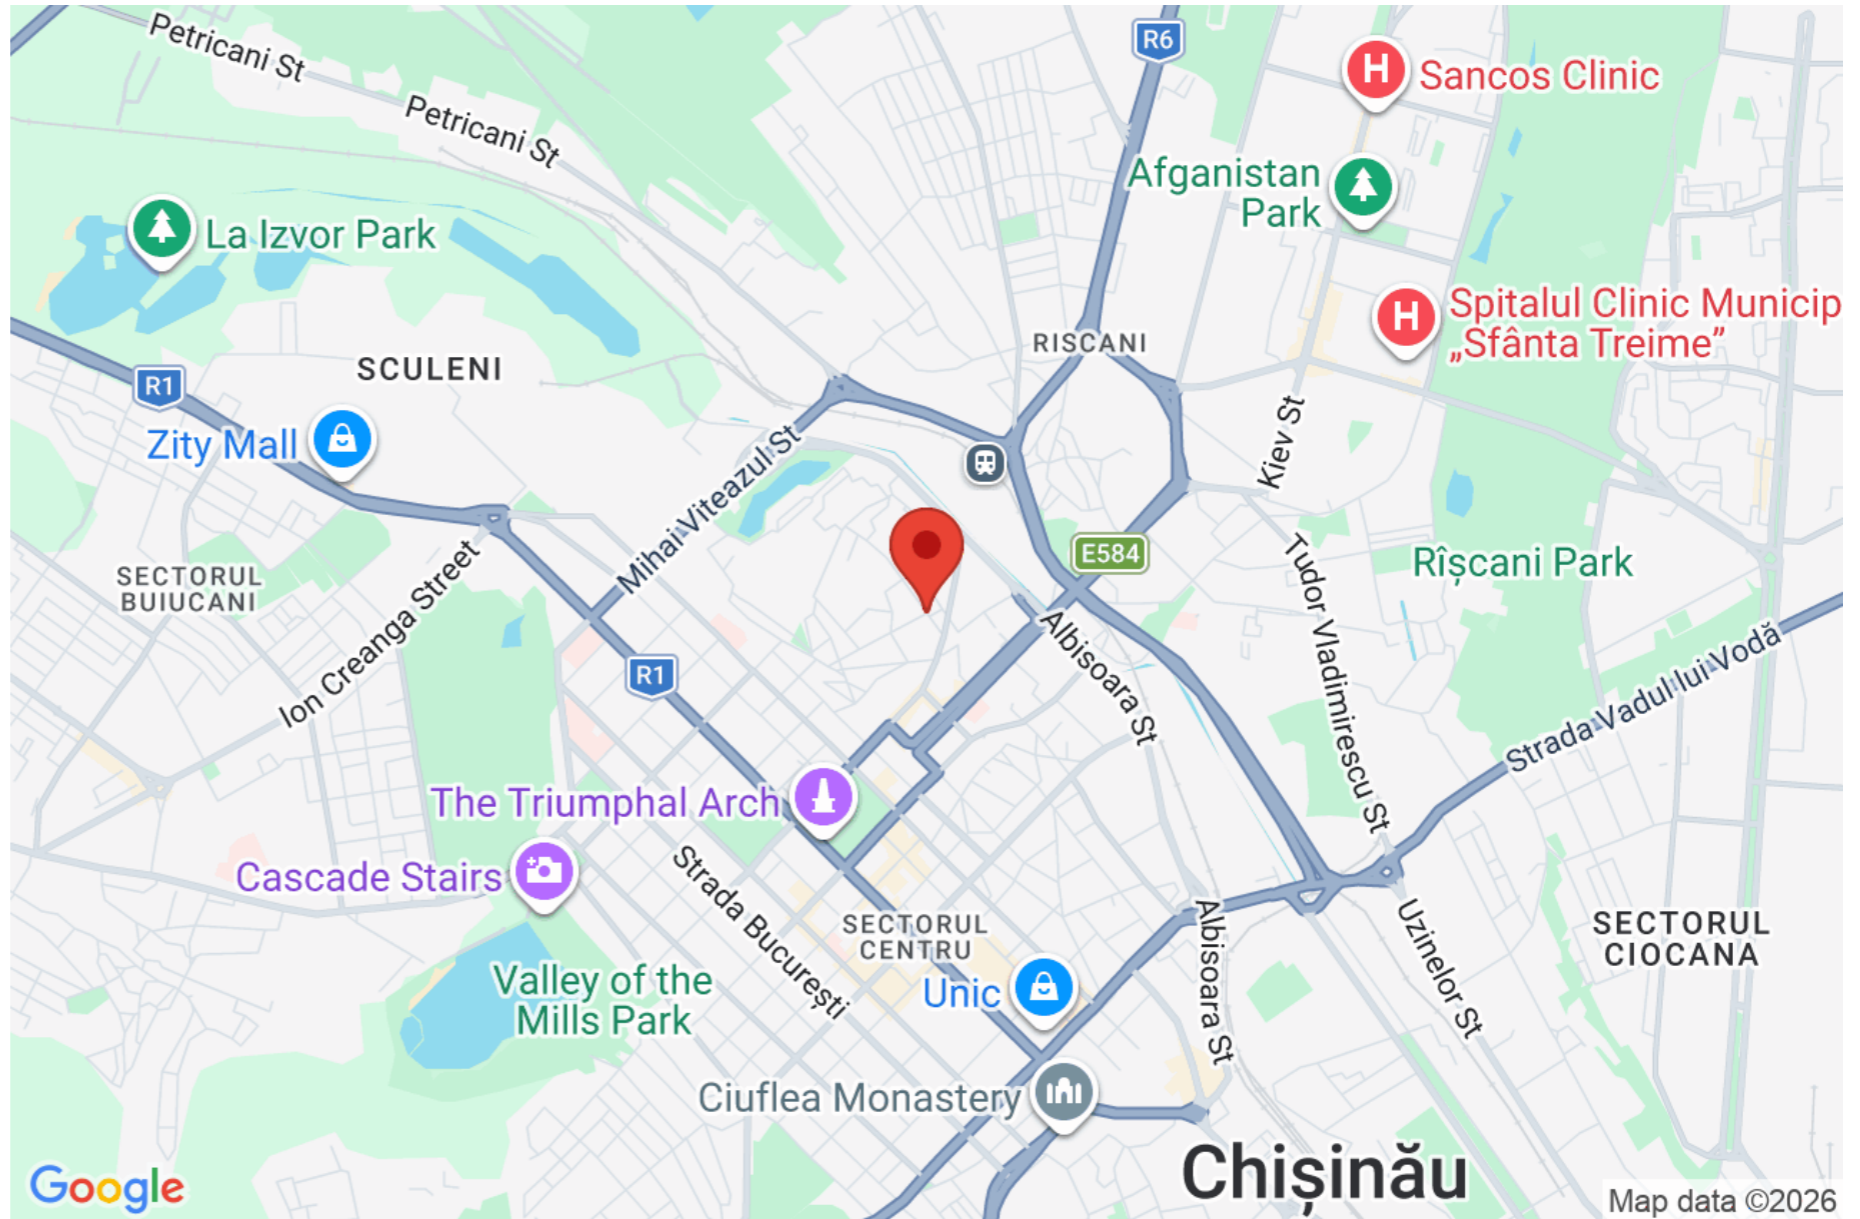 Petricani St
Petricani St
R6
Sancos Clinic
Afganistan
Park
La Izvor Park
Spitalul Clinic Municip
„Sfânta Treime”
RISCANI
SCULENI
R1
Zity Mall
Mihai Viteazul St
Kiev St
E584
Rîșcani Park
SECTORUL
BUIUCANI
Ion Creanga Street
Tudor Vladimirescu St
Albisoara St
R1
Strada Vadul lui Vodă
The Triumphal Arch
Cascade Stairs
Strada București
SECTORUL
CENTRU
Albisoara St
Uzinelor St
SECTORUL
CIOCANA
Valley of the
Mills Park
Unic
Ciuflea Monastery
Chișinău
Google
Map data ©2026